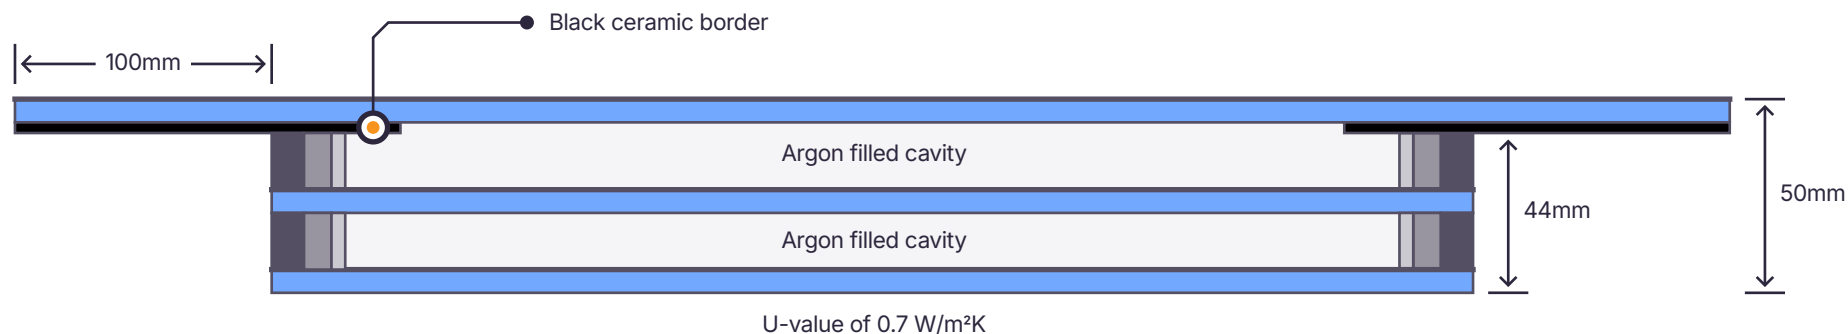 Black ceramic border
100mm
Argon filled cavity
Argon filled cavity
44mm
50mm
U-value of 0.7 W/m²K